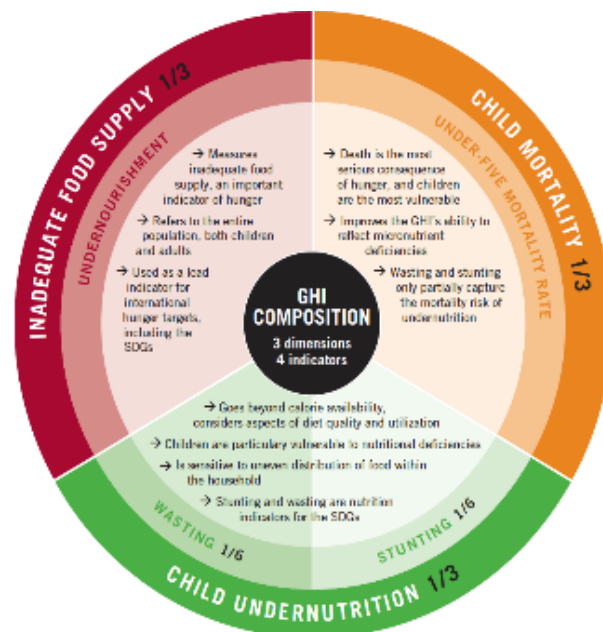 INADEQUATE FOOD SUPPLY 1/3
UNDERNOURISHMENT
→ Measures
inadequate food
supply, an important
indicator of hunger
→ Refers to the entire
population, both children
and adults
→ Used as a lead
indicator for
international
hunger targets,
including the
SDGs
CHILD MORTALITY 1/3
UNDER-FIVE MORTALITY RATE
→ Death is the most
serious consequence
of hunger, and children
are the most vulnerable
→ Improves the GHI's ability to
reflect micronutrient
deficiencies
→ Wasting and stunting
only partially capture
the mortality risk of
undernutrition
GHI
COMPOSITION
3 dimensions
4 indicators
→ Goes beyond calorie availability,
considers aspects of diet quality and utilization
→ Children are particulary vulnerable to nutritional deficiencies
→ Is sensitive to uneven distribution of food within
the household
→ Stunting and wasting are nutrition
indicators for the SDGs
WASTING 1/6
STUNTING 1/6
CHILD UNDERNUTRITION 1/3